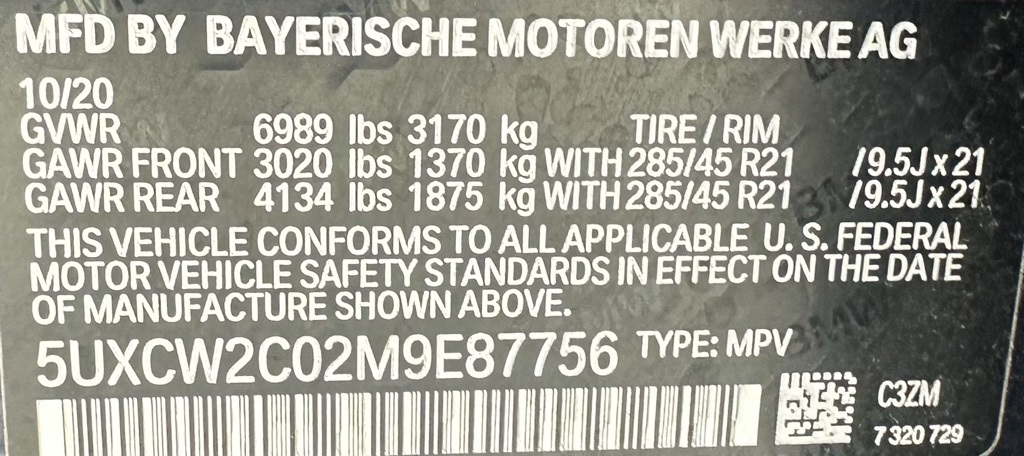 MFD BY BAYERISCHE MOTOREN WERKE AG
10/20
GVWR 6989 lbs 3170 kg TIRE / RIM
GAWR FRONT 3020 lbs 1370 kg WITH 285/45 R21 /9.5J x 21
GAWR REAR 4134 lbs 1875 kg WITH 285/45 R21 /9.5J x 21
THIS VEHICLE CONFORMS TO ALL APPLICABLE U. S. FEDERAL
MOTOR VEHICLE SAFETY STANDARDS IN EFFECT ON THE DATE
OF MANUFACTURE SHOWN ABOVE.
5UXCW2C02M9E87756 TYPE: MPV
C3ZM
7 320 729